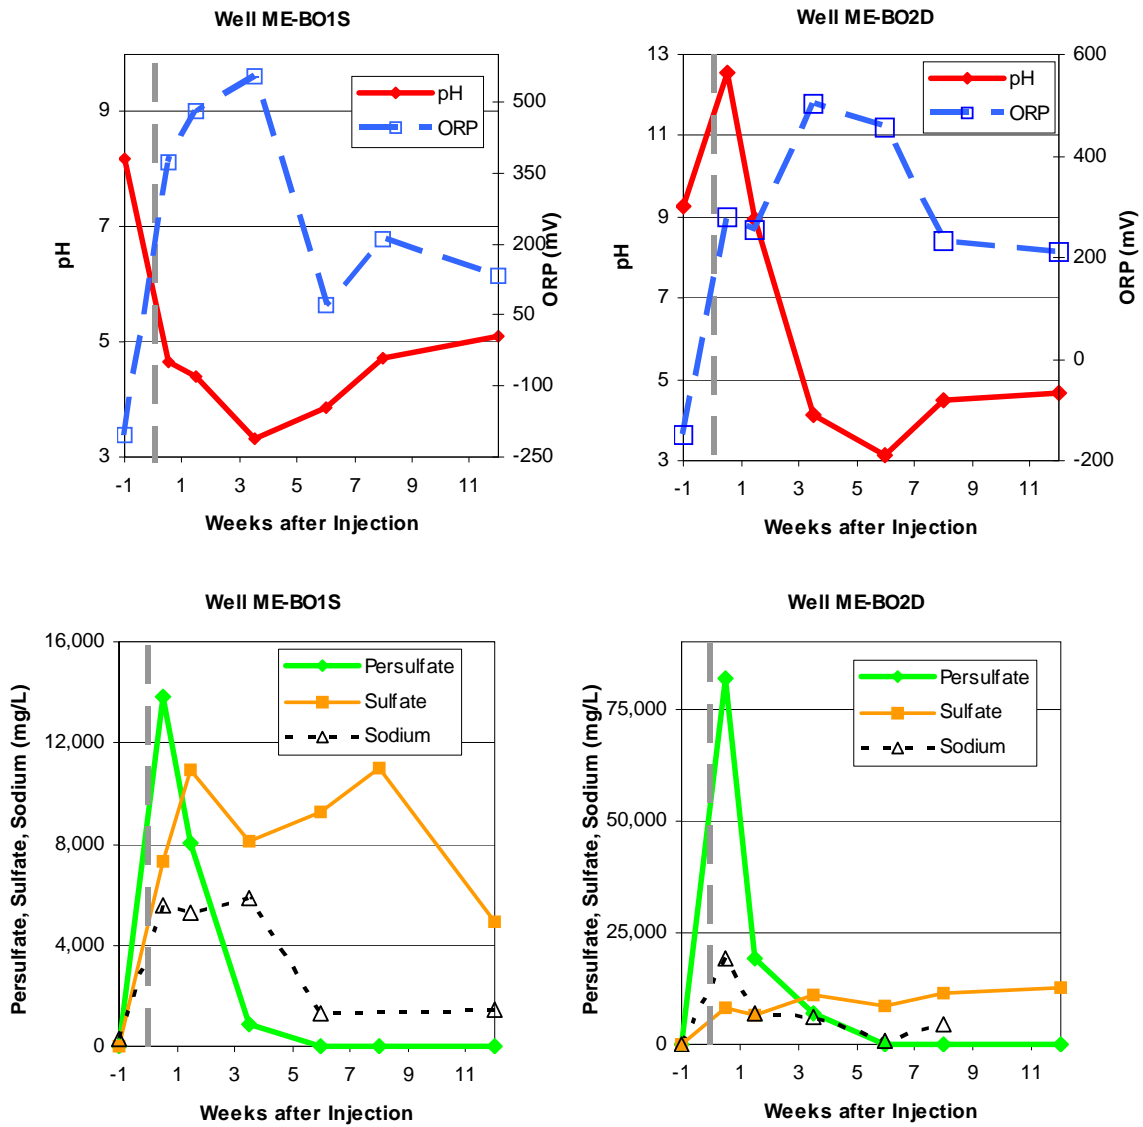 Well ME-BO1S
9
7
5
3
pH
pH
ORP
500
350
200
50
-100
-250
ORP (mV)
-1 1 3 5 7 9 11
Weeks after Injection
Well ME-BO2D
13
11
9
7
5
3
pH
pH
ORP
600
400
200
0
-200
ORP (mV)
-1 1 3 5 7 9 11
Weeks after Injection
Well ME-BO1S
16,000
12,000
8,000
4,000
0
Persulfate, Sulfate, Sodium (mg/L)
Persulfate
Sulfate
Sodium
-1 1 3 5 7 9 11
Weeks after Injection
Well ME-BO2D
75,000
50,000
25,000
0
Persulfate, Sulfate, Sodium (mg/L)
Persulfate
Sulfate
Sodium
-1 1 3 5 7 9 11
Weeks after Injection